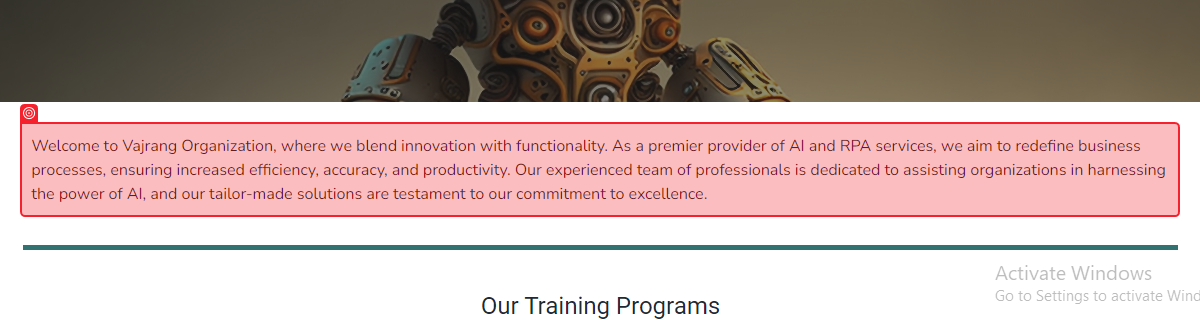 Welcome to Vajrang Organization, where we blend innovation with functionality. As a premier provider of AI and RPA services, we aim to redefine business
processes, ensuring increased efficiency, accuracy, and productivity. Our experienced team of professionals is dedicated to assisting organizations in harnessing
the power of AI, and our tailor-made solutions are testament to our commitment to excellence.
Activate Windows
Go to Settings to activate Wind
Our Training Programs